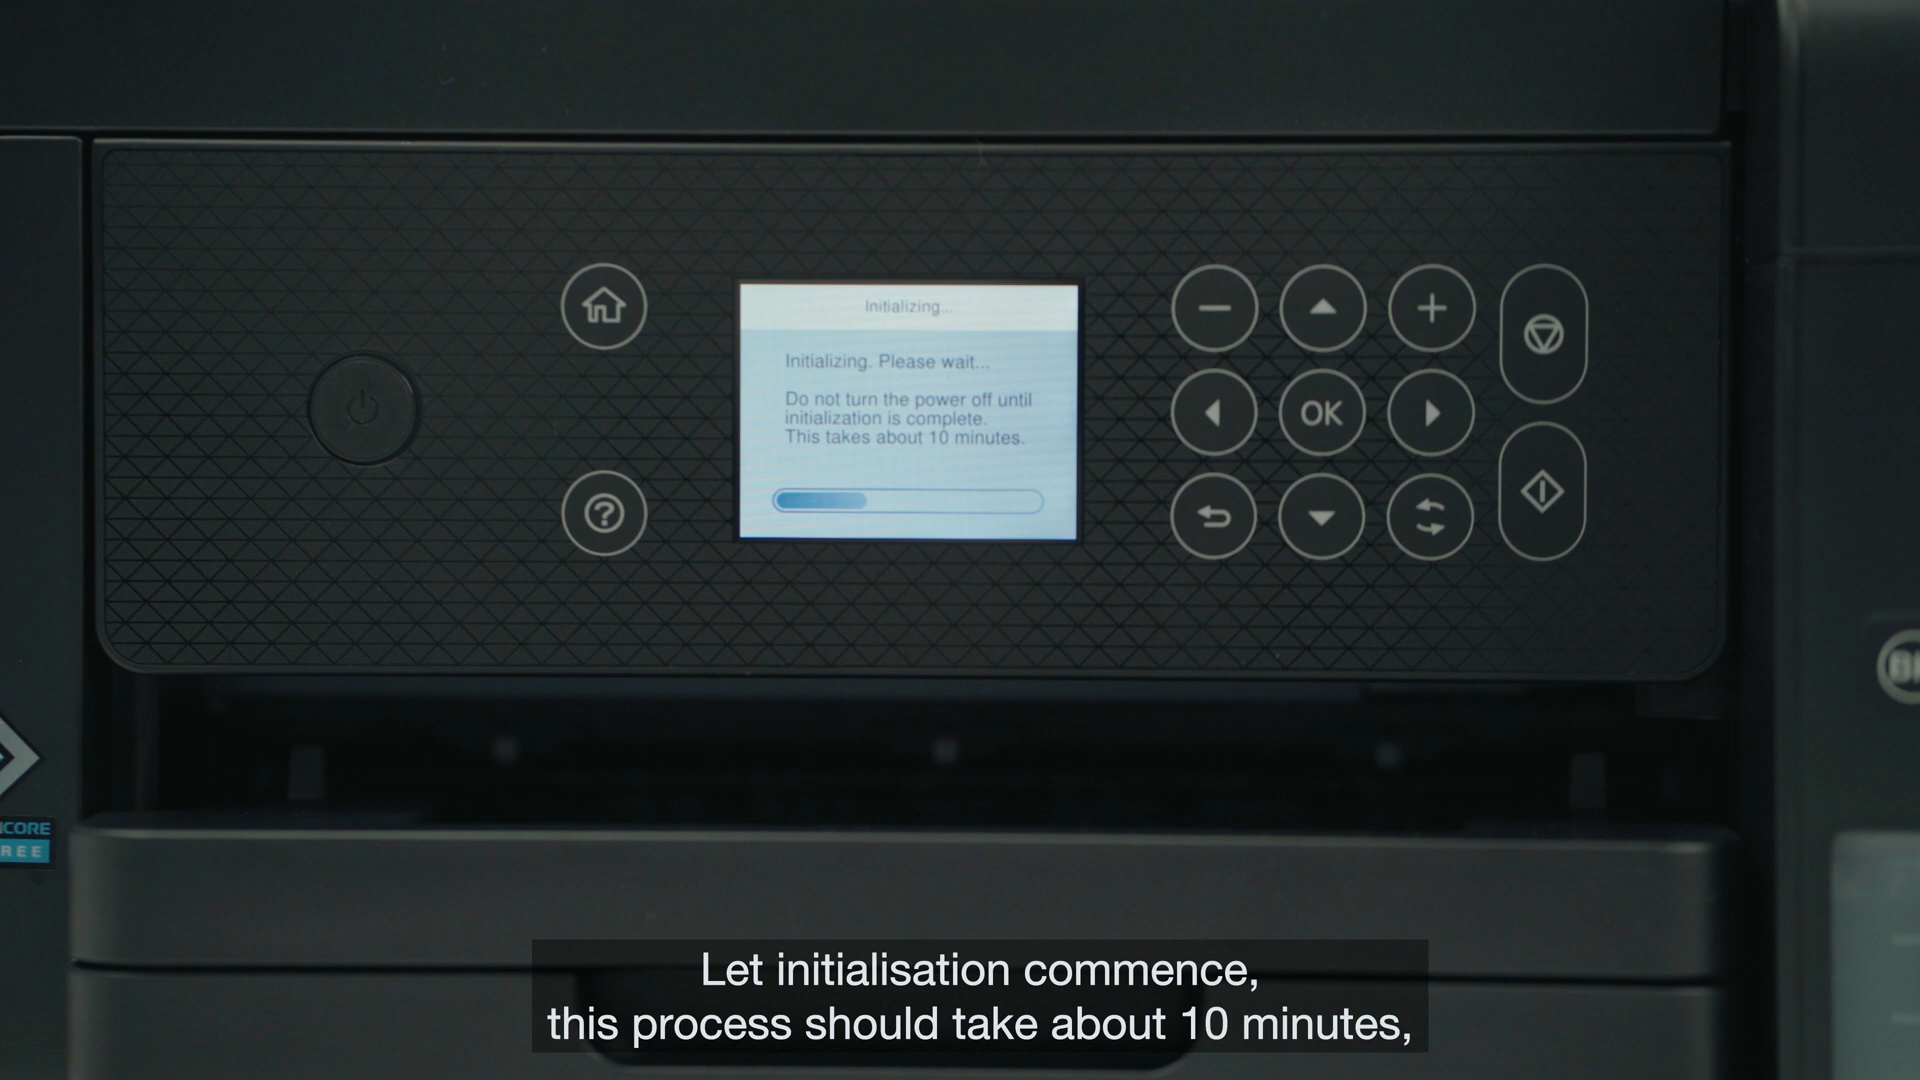 Initializing...
Initializing. Please wait...
Do not turn the power off until
initialization is complete.
This takes about 10 minutes.
OK
Let initialisation commence,
this process should take about 10 minutes,